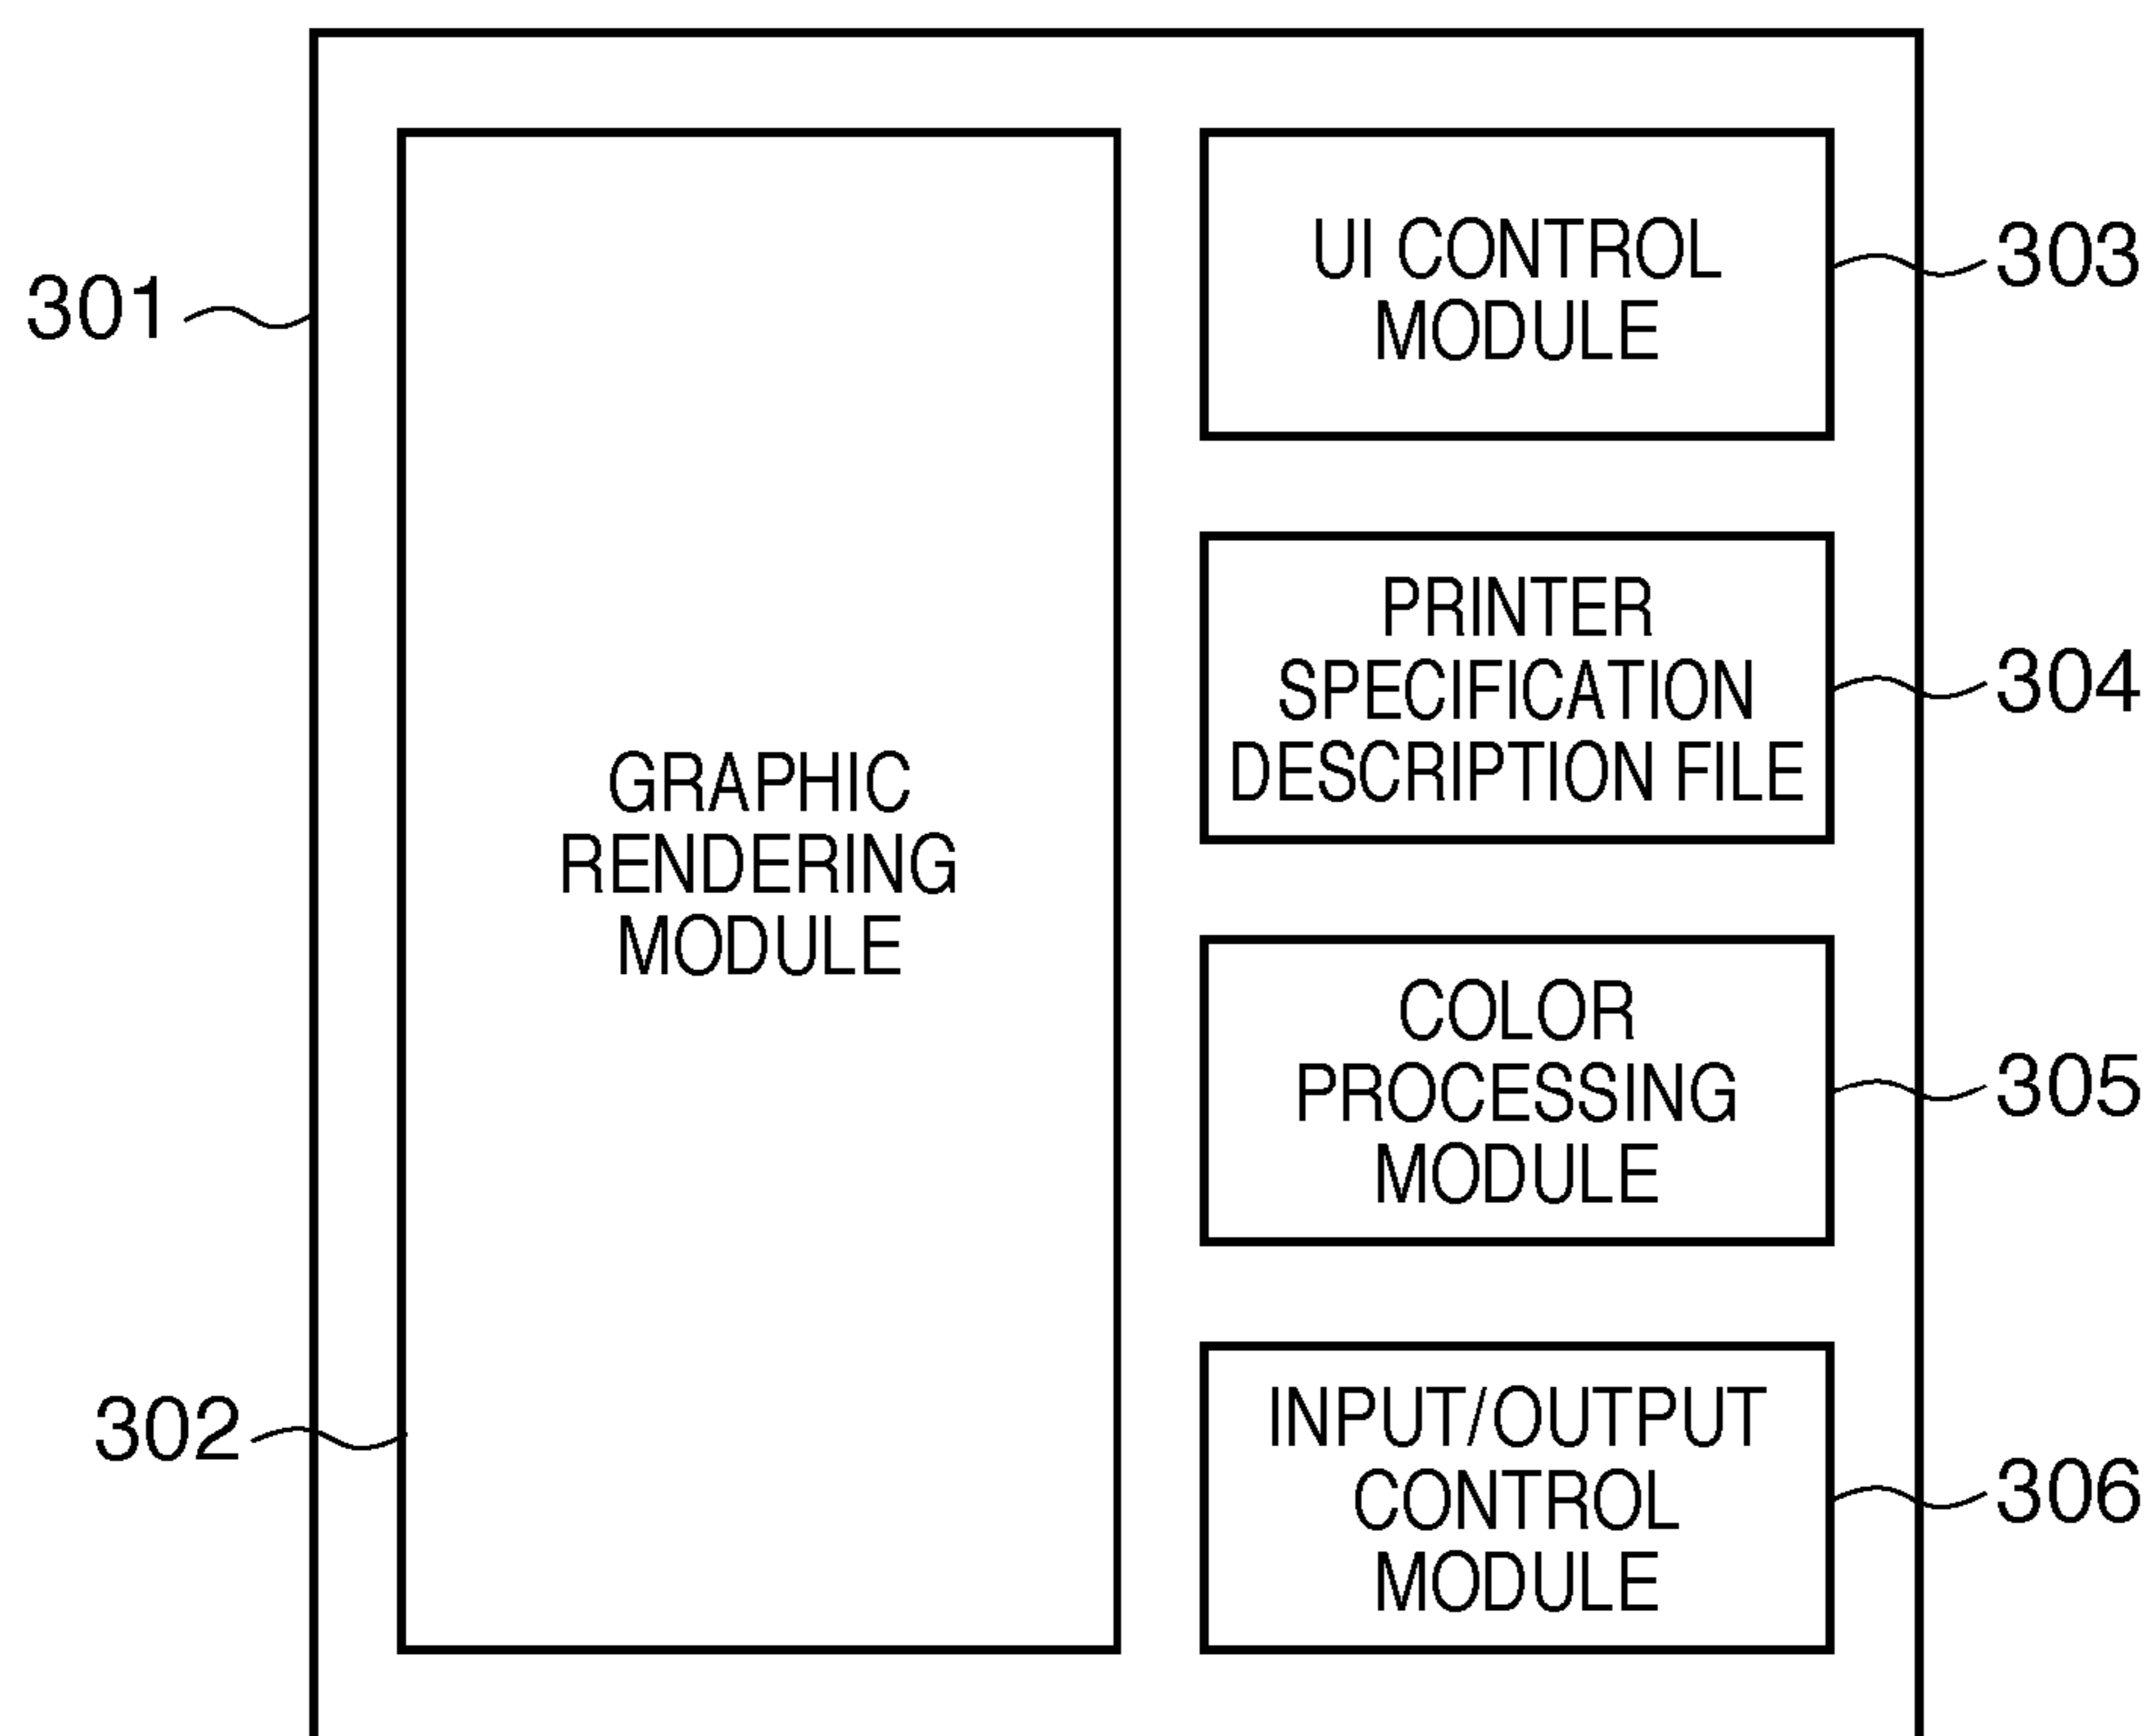 301
302
GRAPHIC
RENDERING
MODULE
UI CONTROL
MODULE
303
PRINTER
SPECIFICATION
DESCRIPTION FILE
304
COLOR
PROCESSING
MODULE
305
INPUT/OUTPUT
CONTROL
MODULE
306